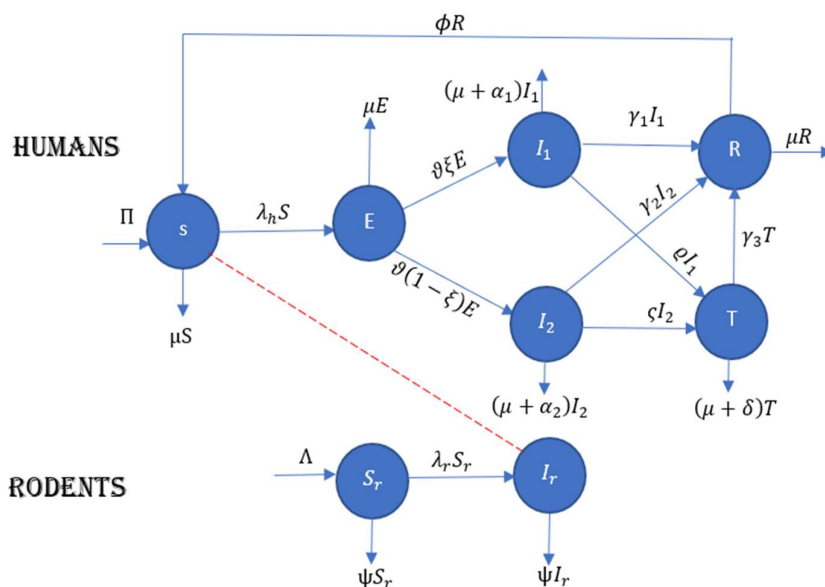 ϕR
(μ + α₁)I₁
μE
γ₁I₁
HUMANS
I₁
R
μR
ϑξE
γ₂I₂
Π
s
λₕS
E
ϱI₁
γ₃T
ϑ(1 − ξ)E
I₂
ςI₂
T
μS
(μ + α₂)I₂
(μ + δ)T
Λ
Sᵣ
λᵣSᵣ
Iᵣ
RODENTS
ψSᵣ
ψIᵣ